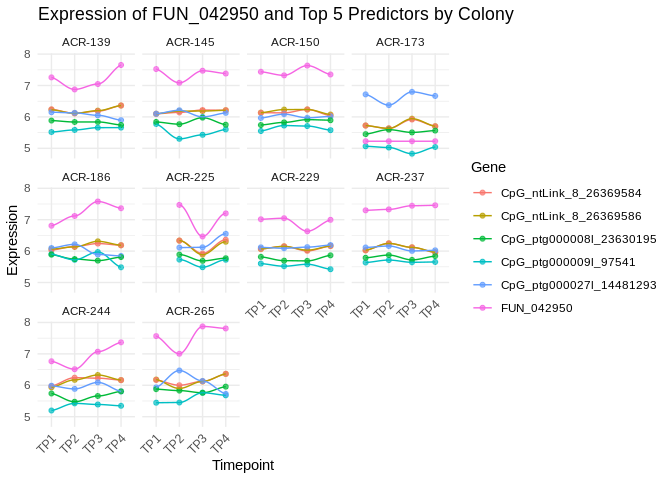 Expression of FUN_042950 and Top 5 Predictors by Colony
ACR-139 ACR-145 ACR-150 ACR-173
8
7
6
5
ACR-186 ACR-225 ACR-229 ACR-237
8
7
6
5
TP1 TP2 TP3 TP4 TP1 TP2 TP3 TP4
ACR-244 ACR-265
8
7
6
5
TP1 TP2 TP3 TP4 TP1 TP2 TP3 TP4
Expression
Timepoint
Gene
CpG_ntLink_8_26369584
CpG_ntLink_8_26369586
CpG_ptg000008l_23630195
CpG_ptg000009l_97541
CpG_ptg000027l_14481293
FUN_042950